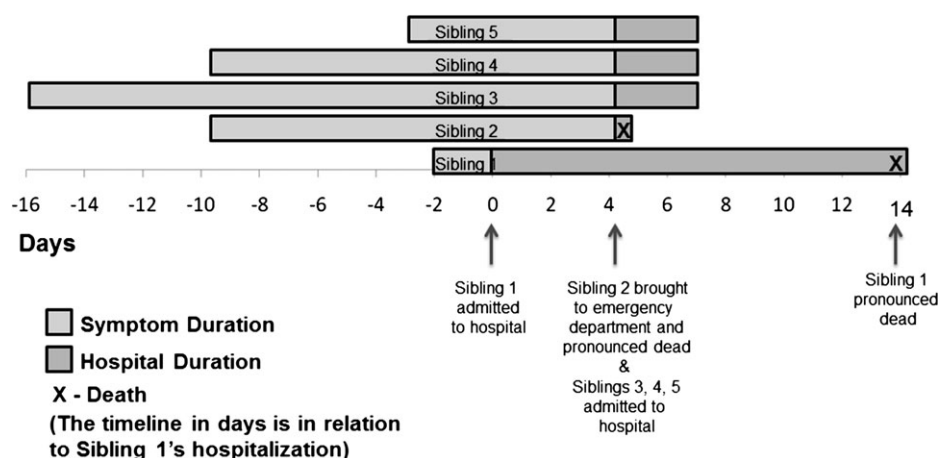 Sibling 5
Sibling 4
Sibling 3
Sibling 2
X
Sibling 1
X
-16 -14 -12 -10 -8 -6 -4 -2 0 2 4 6 8 10 12 14
Days
Sibling 1
admitted
to hospital
Sibling 2 brought
to emergency
department and
pronounced dead
&
Siblings 3, 4, 5
admitted to
hospital
Sibling 1
pronounced
dead
Symptom Duration
Hospital Duration
X - Death
(The timeline in days is in relation
to Sibling 1's hospitalization)